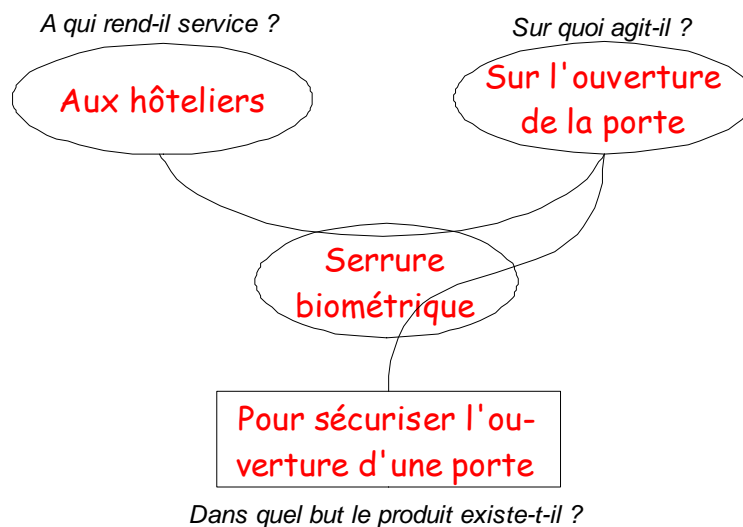 A qui rend-il service ?
Sur quoi agit-il ?
Aux hôteliers
Sur l'ouverture
de la porte
Serrure
biométrique
Pour sécuriser l'ou-
verture d'une porte
Dans quel but le produit existe-t-il ?